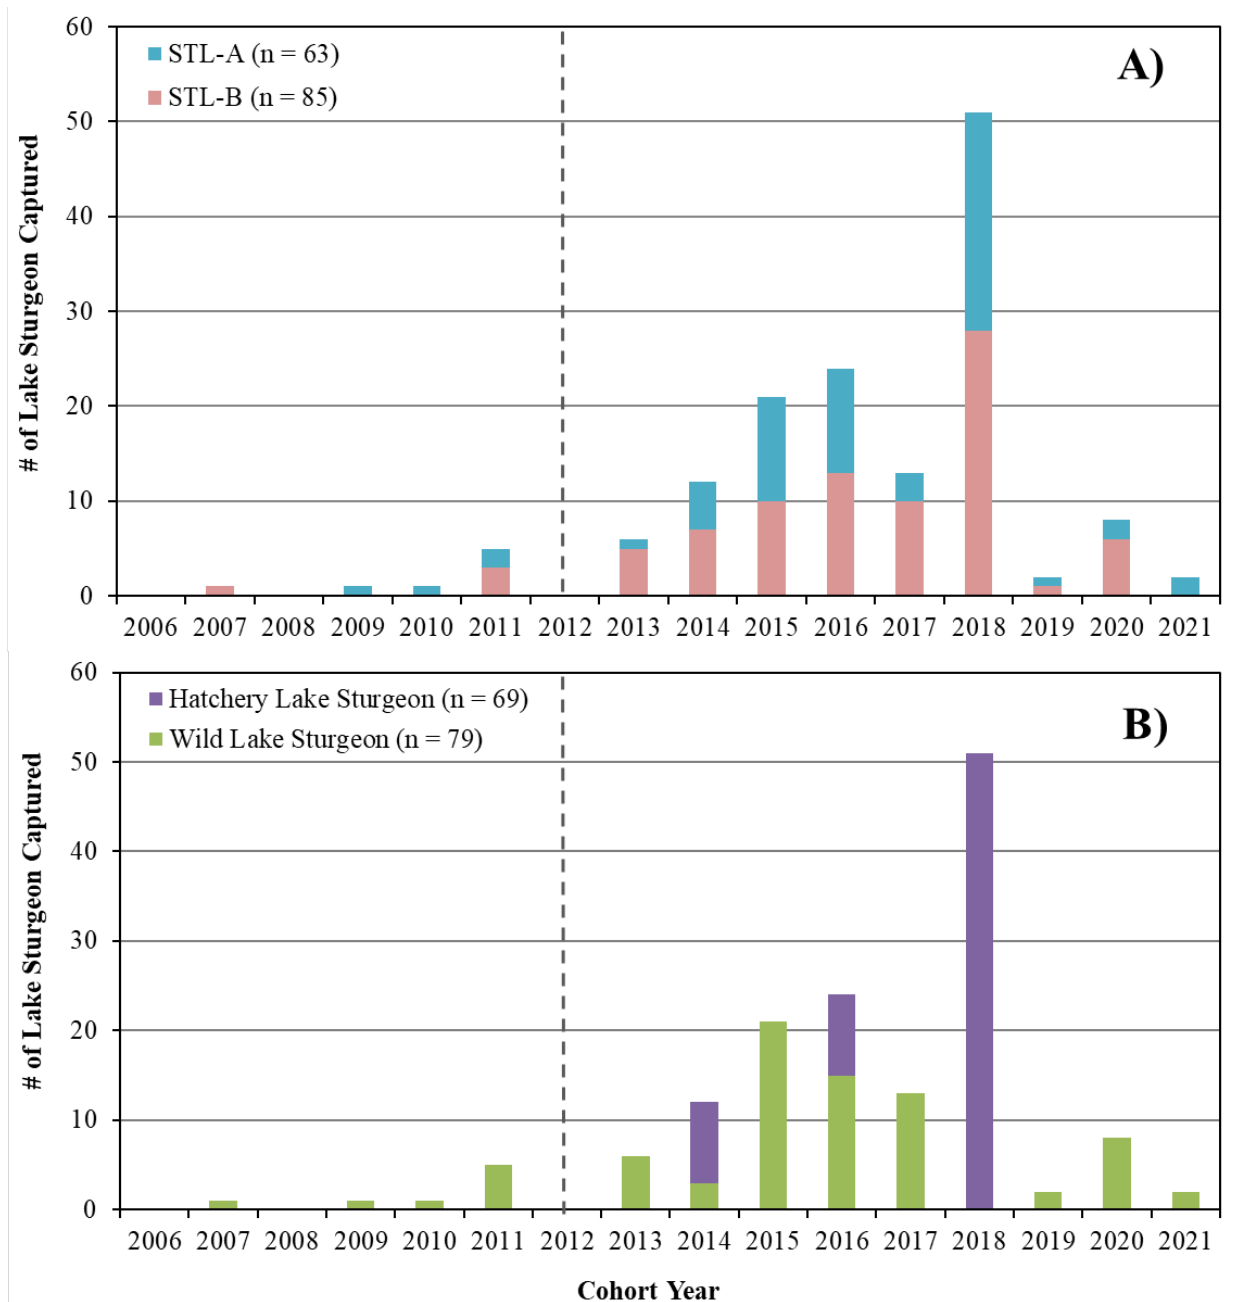 60
50
40
30
20
10
0
# of Lake Sturgeon Captured
STL-A (n = 63)
STL-B (n = 85)
A)
2006 2007 2008 2009 2010 2011 2012 2013 2014 2015 2016 2017 2018 2019 2020 2021
60
50
40
30
20
10
0
# of Lake Sturgeon Captured
Hatchery Lake Sturgeon (n = 69)
Wild Lake Sturgeon (n = 79)
B)
2006 2007 2008 2009 2010 2011 2012 2013 2014 2015 2016 2017 2018 2019 2020 2021
Cohort Year